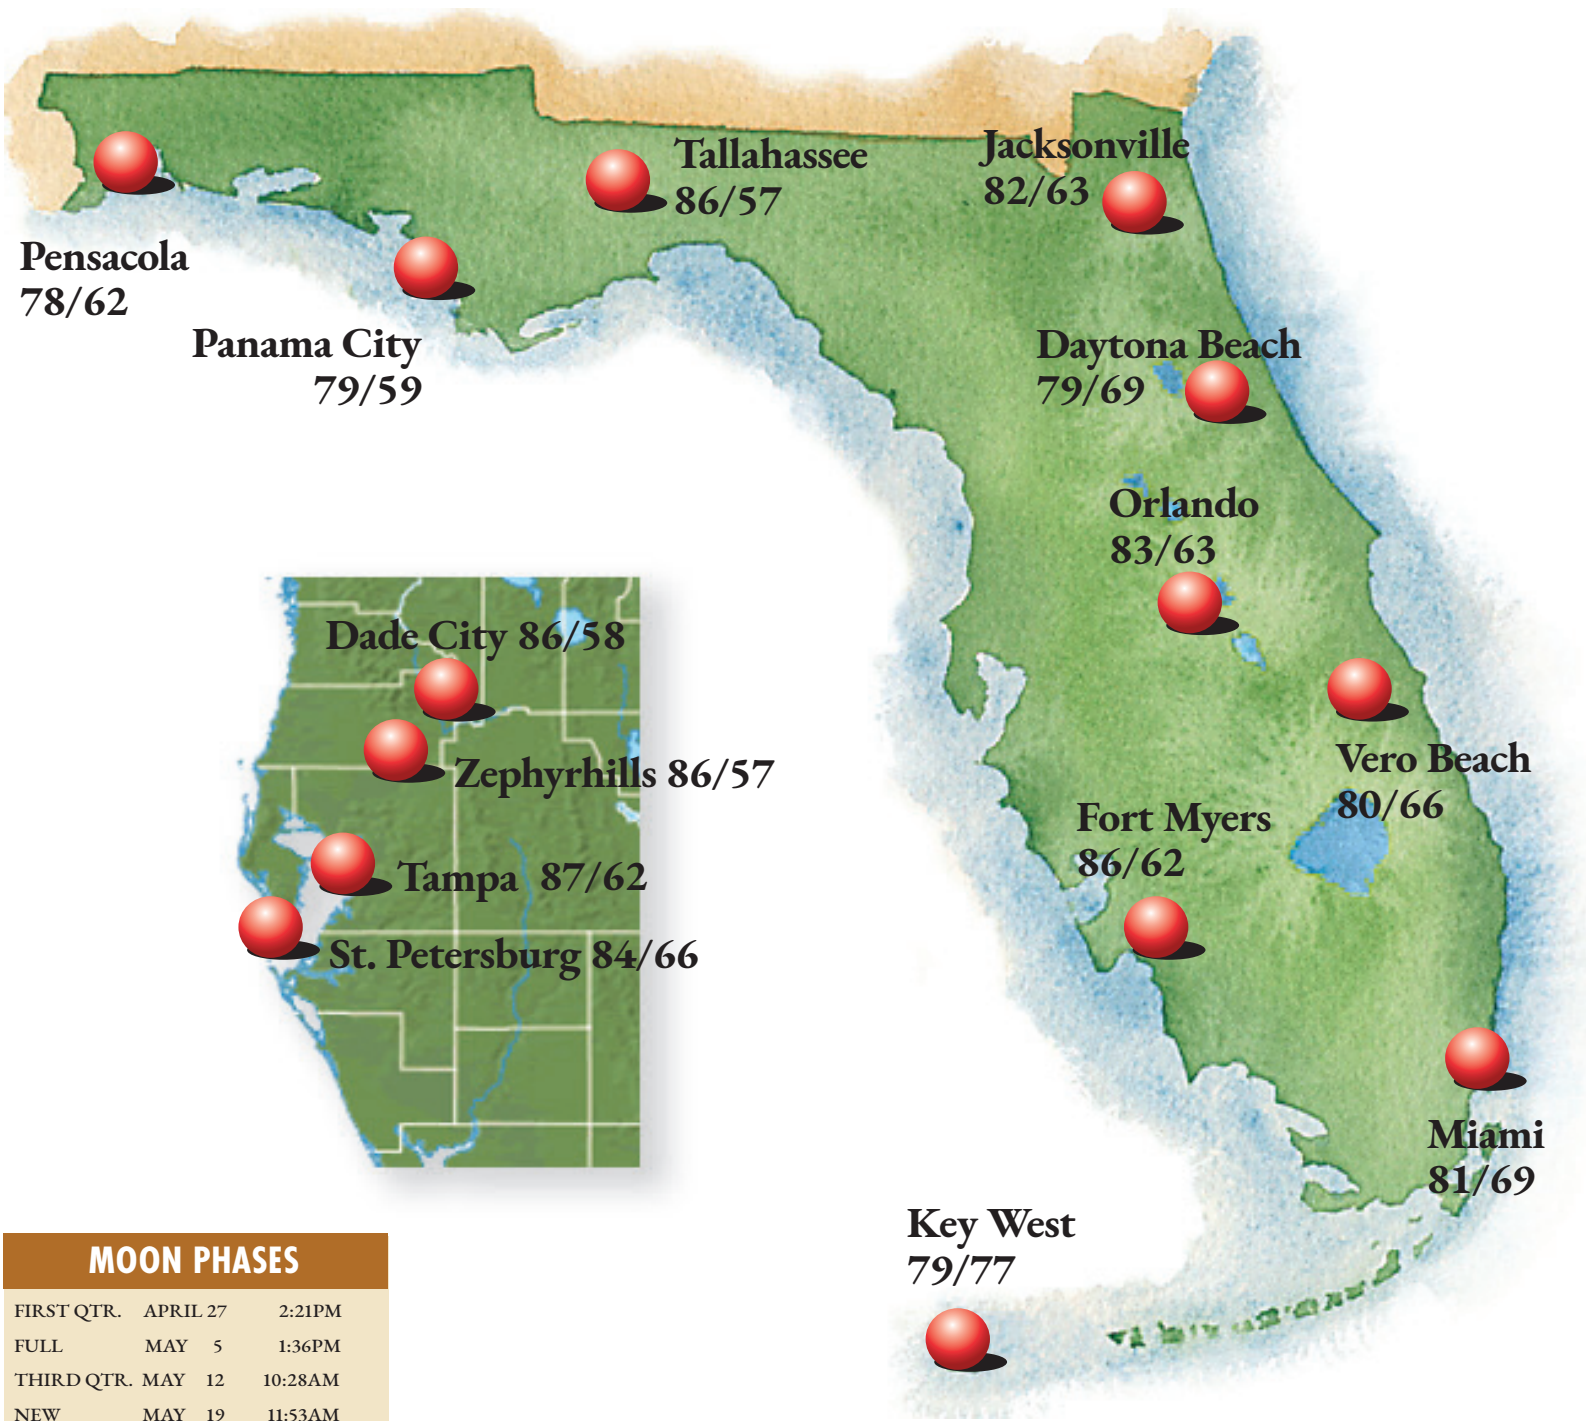 Tallahassee
86/57
Jacksonville
82/63
Pensacola
78/62
Panama City
79/59
Daytona Beach
79/69
Orlando
83/63
Dade City 86/58
Zephyrhills 86/57
Tampa 87/62
St. Petersburg 84/66
Vero Beach
80/66
Fort Myers
86/62
Miami
81/69
Key West
79/77
MOON PHASES
FIRST QTR. APRIL 27 2:21PM
FULL MAY 5 1:36PM
THIRD QTR. MAY 12 10:28AM
NEW MAY 19 11:53AM